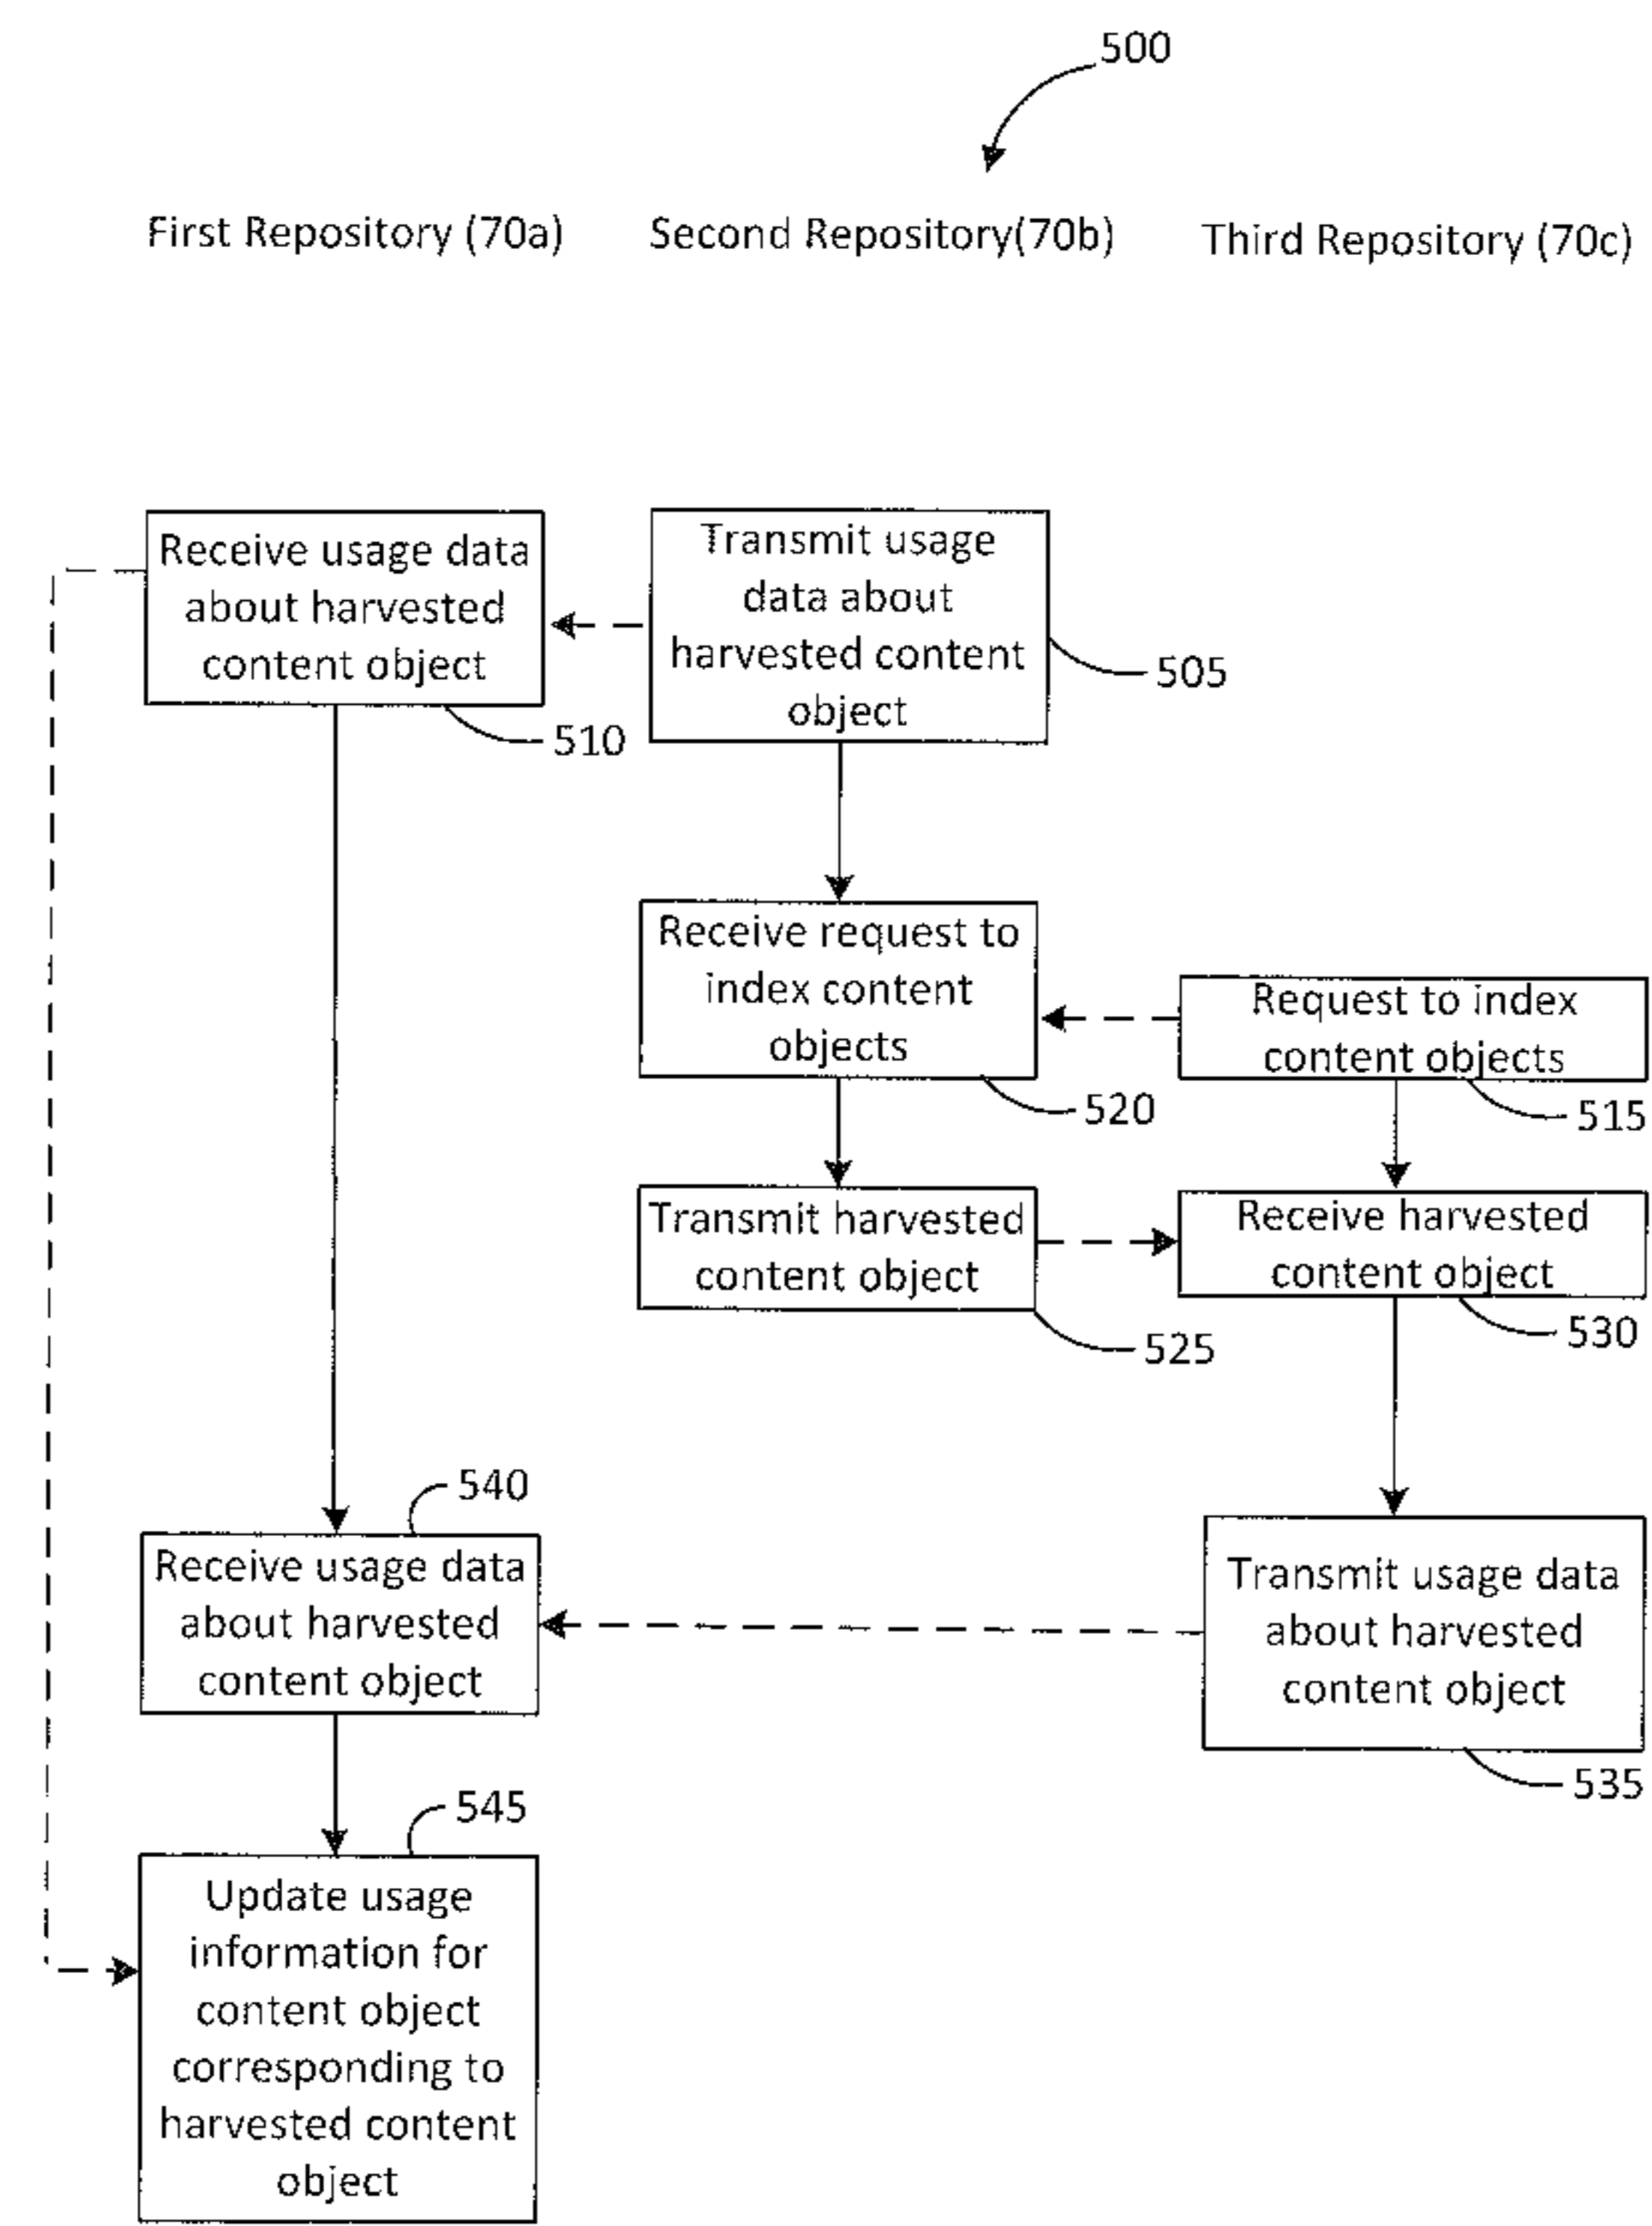 500
First Repository (70a)
Second Repository(70b)
Third Repository (70c)
Receive usage data
about harvested
content object
510
Transmit usage
data about
harvested content
object
505
Receive request to
index content
objects
520
Request to index
content objects
515
Transmit harvested
content object
525
Receive harvested
content object
530
540
Receive usage data
about harvested
content object
Transmit usage data
about harvested
content object
535
545
Update usage
information for
content object
corresponding to
harvested content
object